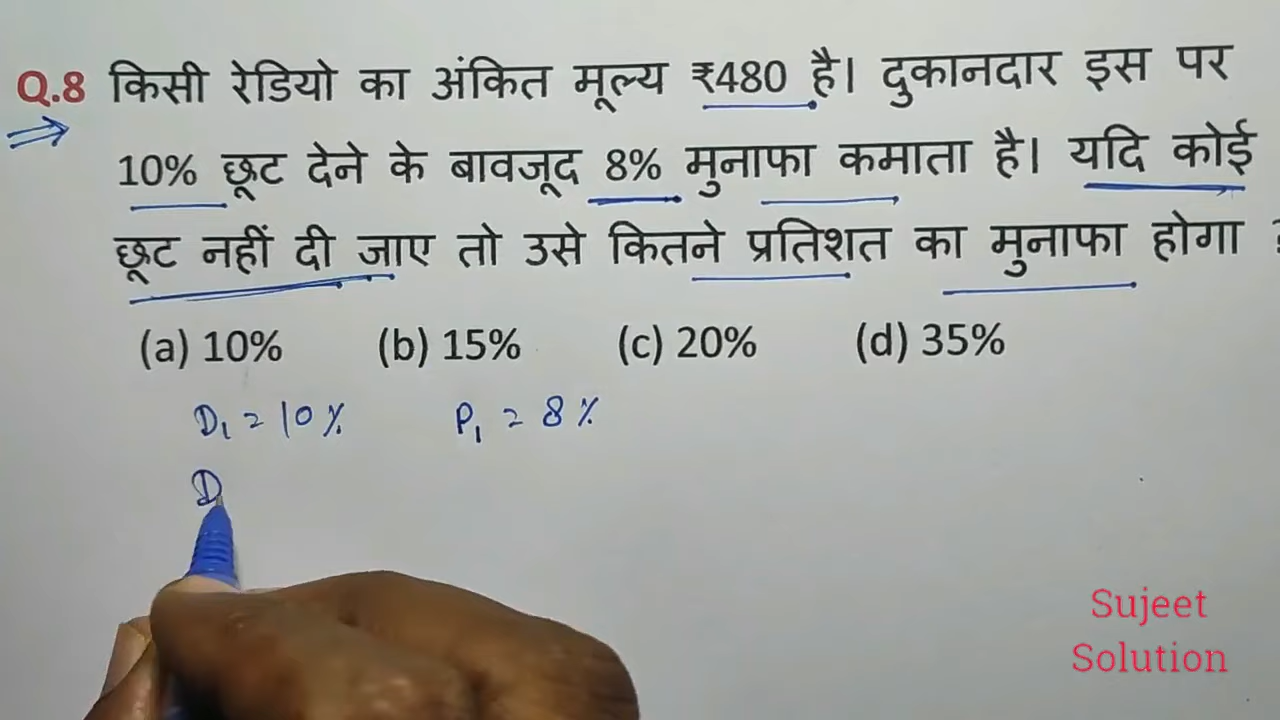 Q.8 किसी रेडियो का अंकित मूल्य ₹480 है। दुकानदार इस पर
10% छूट देने के बावजूद 8% मुनाफा कमाता है। यदि कोई
छूट नहीं दी जाए तो उसे कितने प्रतिशत का मुनाफा होगा ?
(a) 10% (b) 15% (c) 20% (d) 35%
D₁ = 10% P₁ = 8%
D
Sujeet
Solution